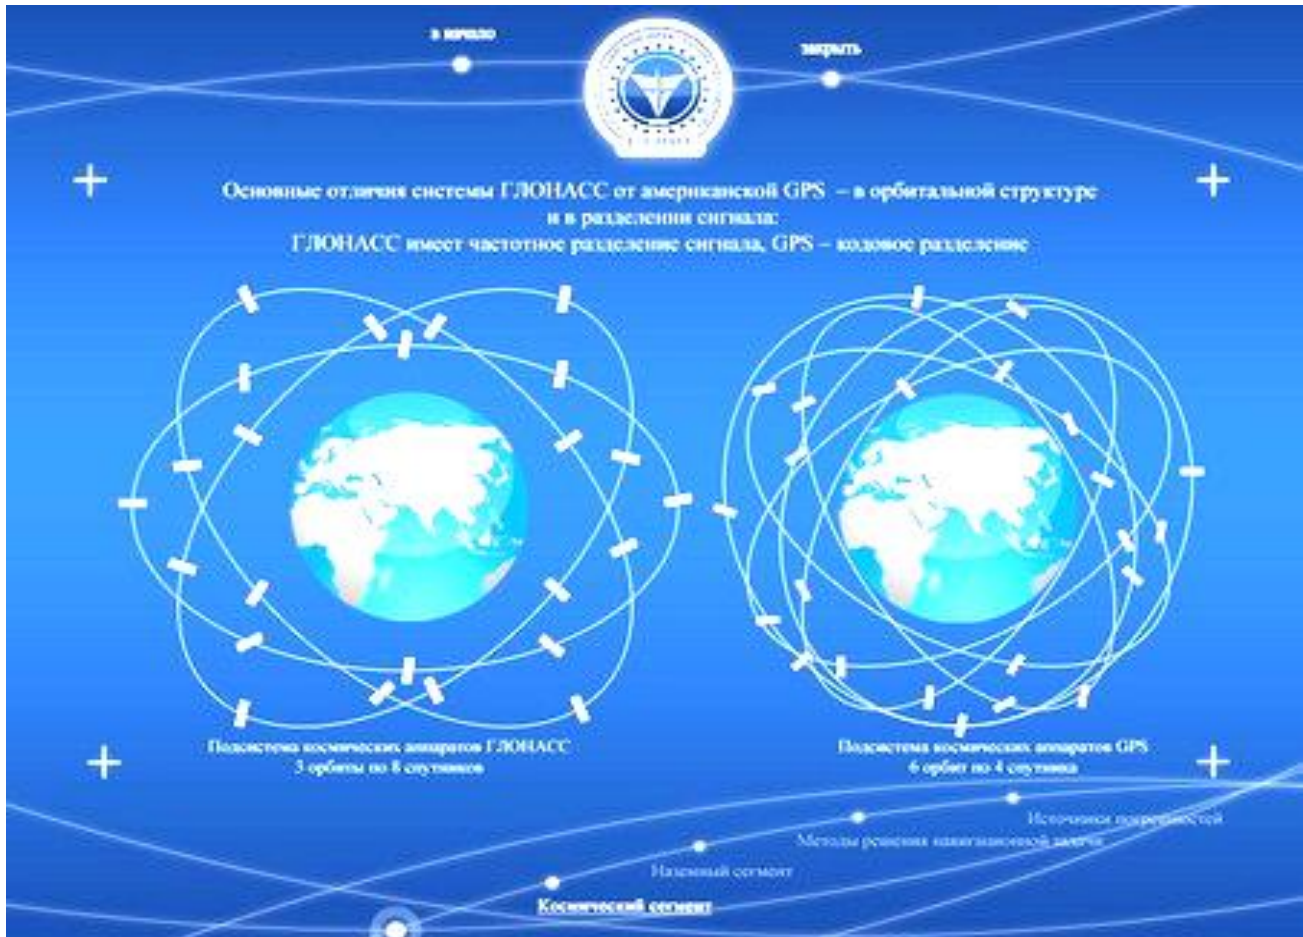 в начало
закрыть
Основные отличия системы ГЛОНАСС от американской GPS – в орбитальной структуре
и в разделении сигнала:
ГЛОНАСС имеет частотное разделение сигнала, GPS – кодовое разделение
Подсистема космических аппаратов ГЛОНАСС
3 орбиты по 8 спутников
Подсистема космических аппаратов GPS
6 орбит по 4 спутника
Источники погрешностей
Методы решения навигационной задачи
Наземный сегмент
Космический сегмент